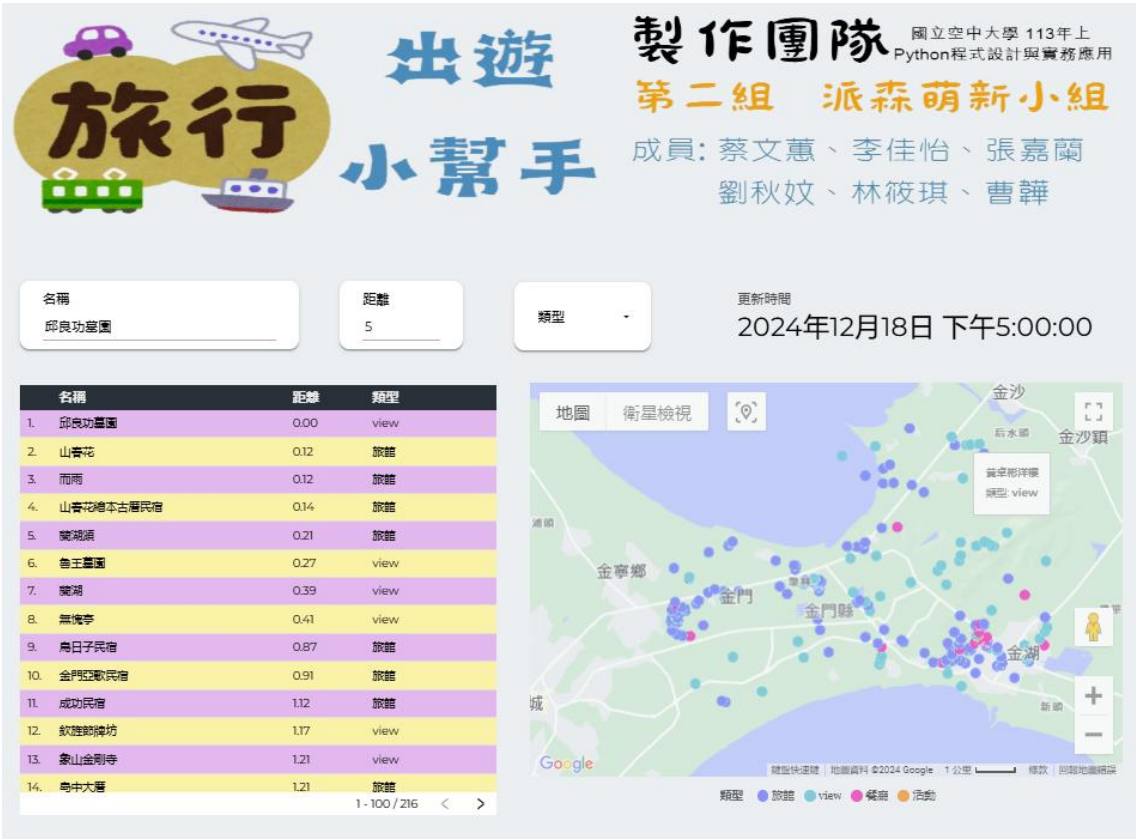 旅行
出遊
小幫手
製作團隊
國立空中大學 113年上
Python程式設計與實務應用
第二組 派森萌新小組
成員: 蔡文蕙、李佳怡、張嘉蘭
劉秋妏、林筱琪、曹韡
名稱
邱良功墓園
距離
5
類型
更新時間
2024年12月18日 下午5:00:00
名稱 距離 類型
1. 邱良功墓園 0.00 view
2. 山春花 0.12 旅館
3. 而雨 0.12 旅館
4. 山春花繪本古厝民宿 0.14 旅館
5. 蘭湖頌 0.21 旅館
6. 魯王墓園 0.27 view
7. 蘭湖 0.39 view
8. 無愧亭 0.41 view
9. 鳥日子民宿 0.87 旅館
10. 金門亞歌民宿 0.91 旅館
11. 成功民宿 1.12 旅館
12. 欽旌節牌坊 1.17 view
13. 象山金剛寺 1.21 view
14. 島中大厝 1.21 旅館
1 - 100 / 216
地圖 衛星檢視
金沙
后水頭
金沙鎮
類型: view
金寧鄉
金門
金門縣
金湖
城
新頭
Google
鍵盤快速鍵 地圖資料 ©2024 Google 1 公里 條款 回報地圖錯誤
類型 旅館 view 餐廳 活動